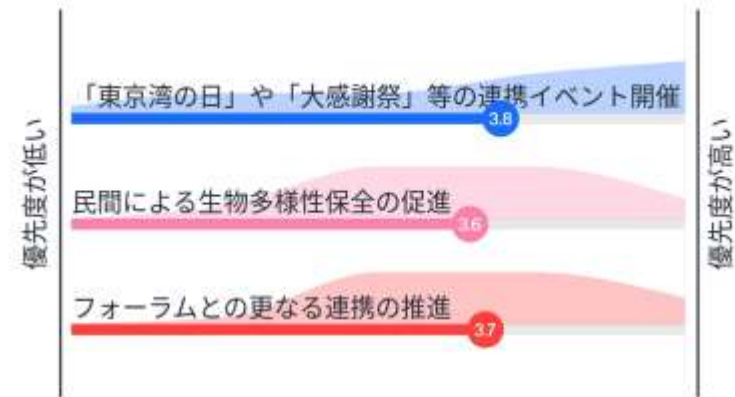 優先度が低い
「東京湾の日」や「大感謝祭」等の連携イベント開催
3.8
民間による生物多様性保全の促進
3.6
フォーラムとの更なる連携の推進
3.7
優先度が高い